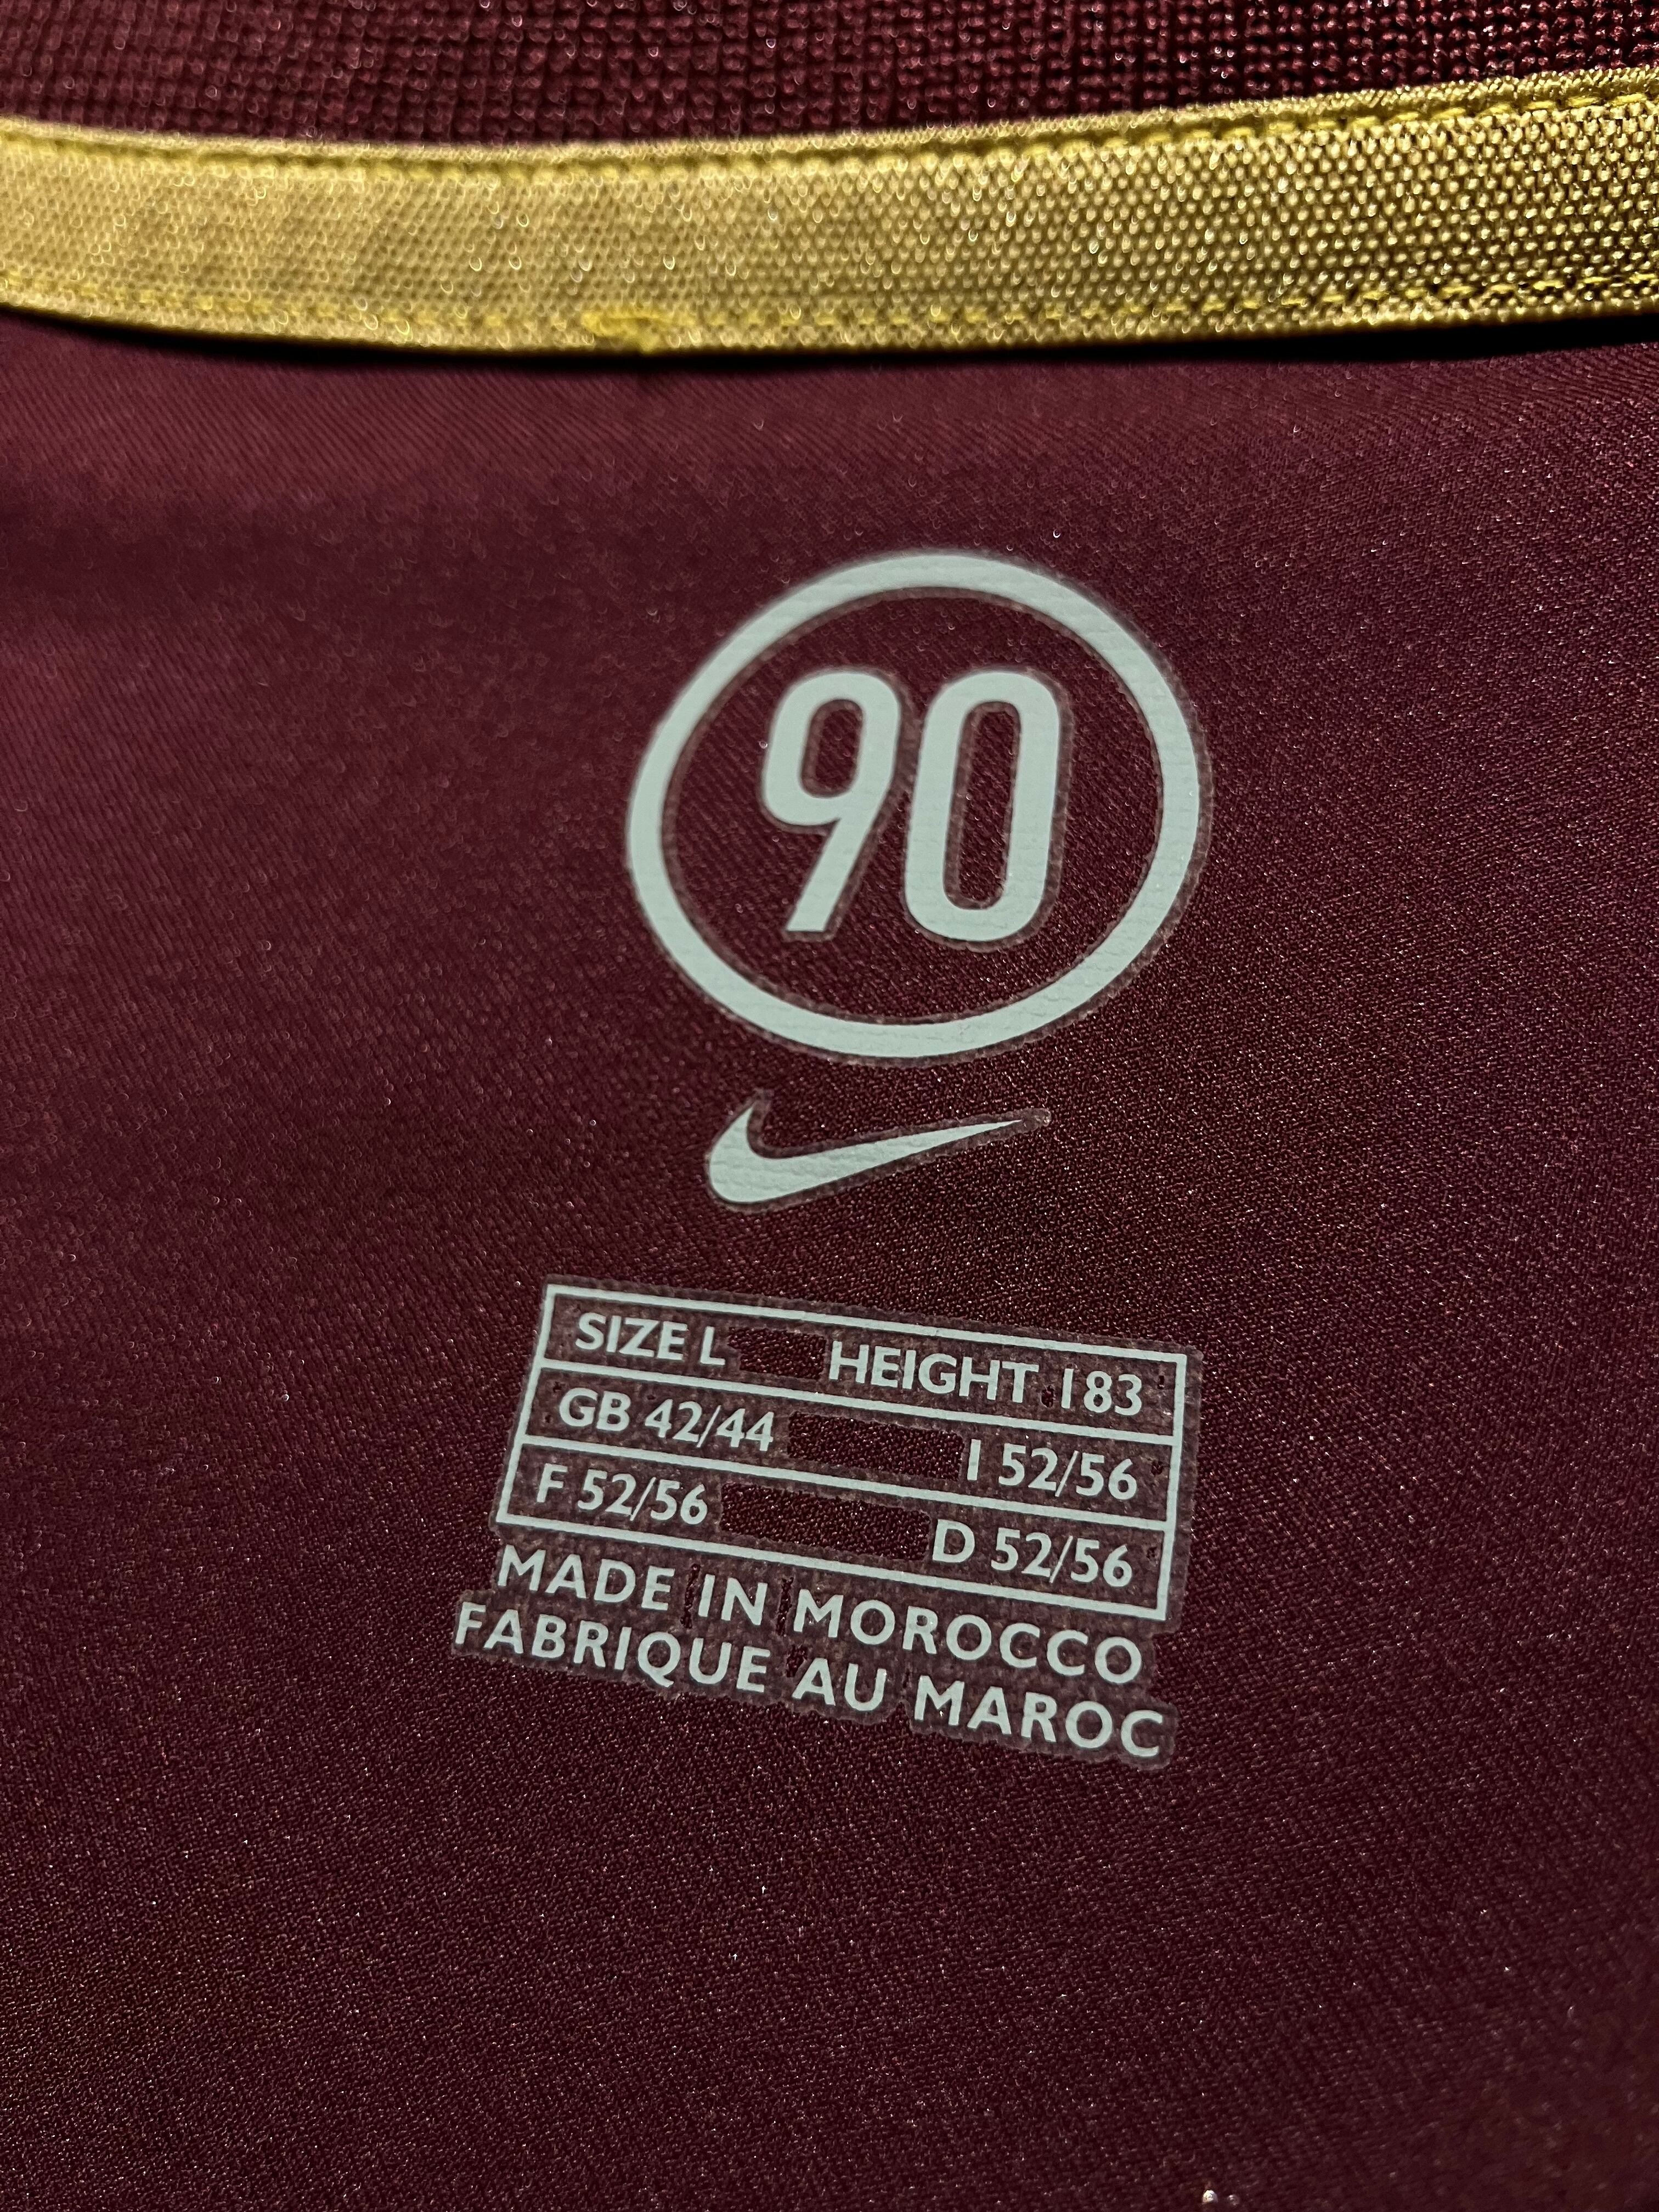 90
SIZE L HEIGHT 183
GB 42/44 I 52/56
F 52/56 D 52/56
MADE IN MOROCCO
FABRIQUE AU MAROC